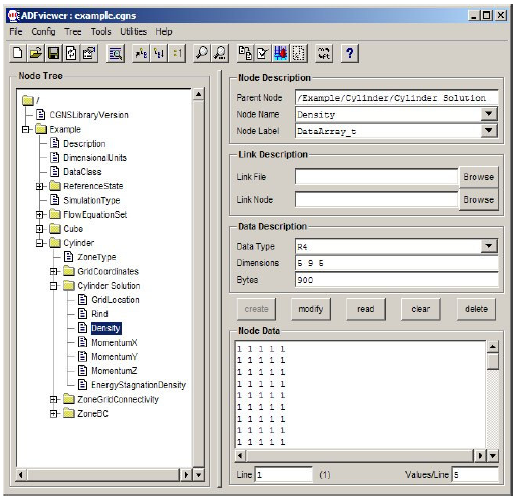 ADFviewer : example.cgns
File Config Tree Tools Utilities Help
Node Tree
/
CGNSLibraryVersion
Example
Description
DimensionalUnits
DataClass
ReferenceState
SimulationType
FlowEquationSet
Cube
Cylinder
ZoneType
GridCoordinates
Cylinder Solution
GridLocation
Rind
Density
MomentumX
MomentumY
MomentumZ
EnergyStagnationDensity
ZoneGridConnectivity
ZoneBC
Node Description
Parent Node /Example/Cylinder/Cylinder Solution
Node Name Density
Node Label DataArray_t
Link Description
Link File Browse
Link Node Browse
Data Description
Data Type R4
Dimensions 5 9 5
Bytes 900
create modify read clear delete
Node Data
1 1 1 1 1
1 1 1 1 1
1 1 1 1 1
1 1 1 1 1
1 1 1 1 1
1 1 1 1 1
1 1 1 1 1
1 1 1 1 1
1 1 1 1 1
Line 1 (1) Values/Line 5